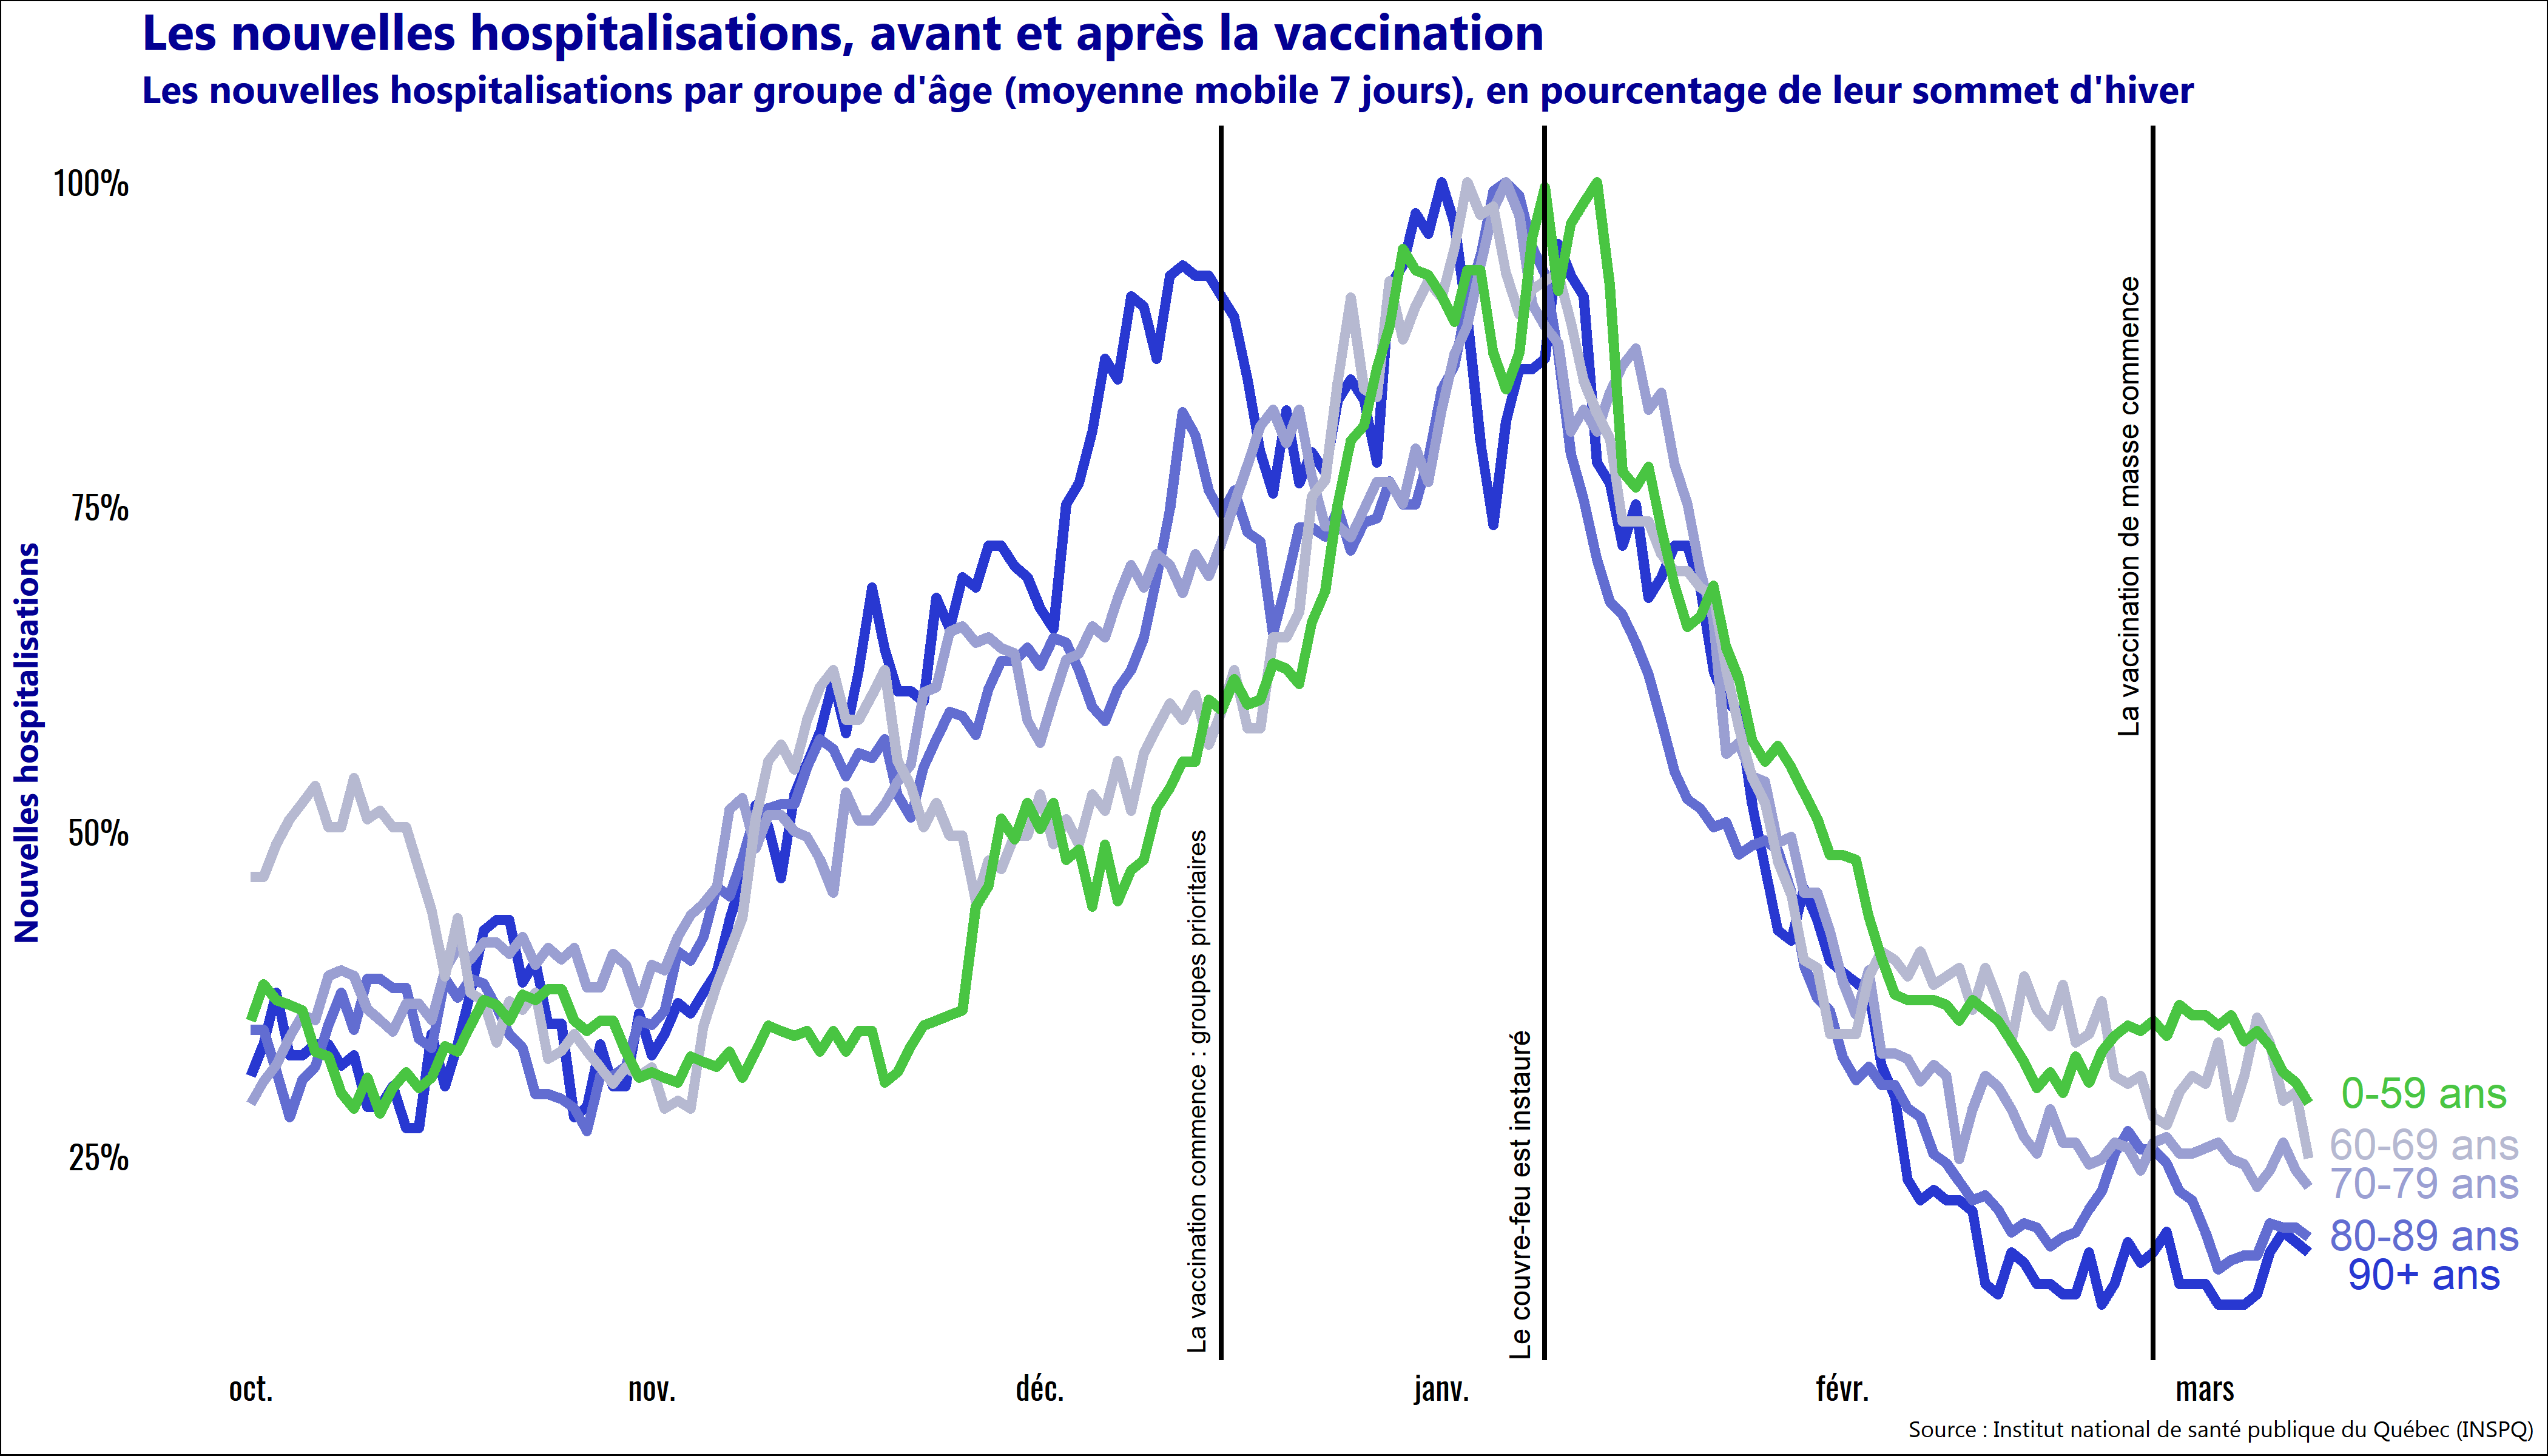 Les nouvelles hospitalisations, avant et après la vaccination
Les nouvelles hospitalisations par groupe d'âge (moyenne mobile 7 jours), en pourcentage de leur sommet d'hiver
Nouvelles hospitalisations
100%
75%
50%
25%
La vaccination commence : groupes prioritaires
Le couvre-feu est instauré
La vaccination de masse commence
0-59 ans
60-69 ans
70-79 ans
80-89 ans
90+ ans
oct.
nov.
déc.
janv.
févr.
mars
Source : Institut national de santé publique du Québec (INSPQ)